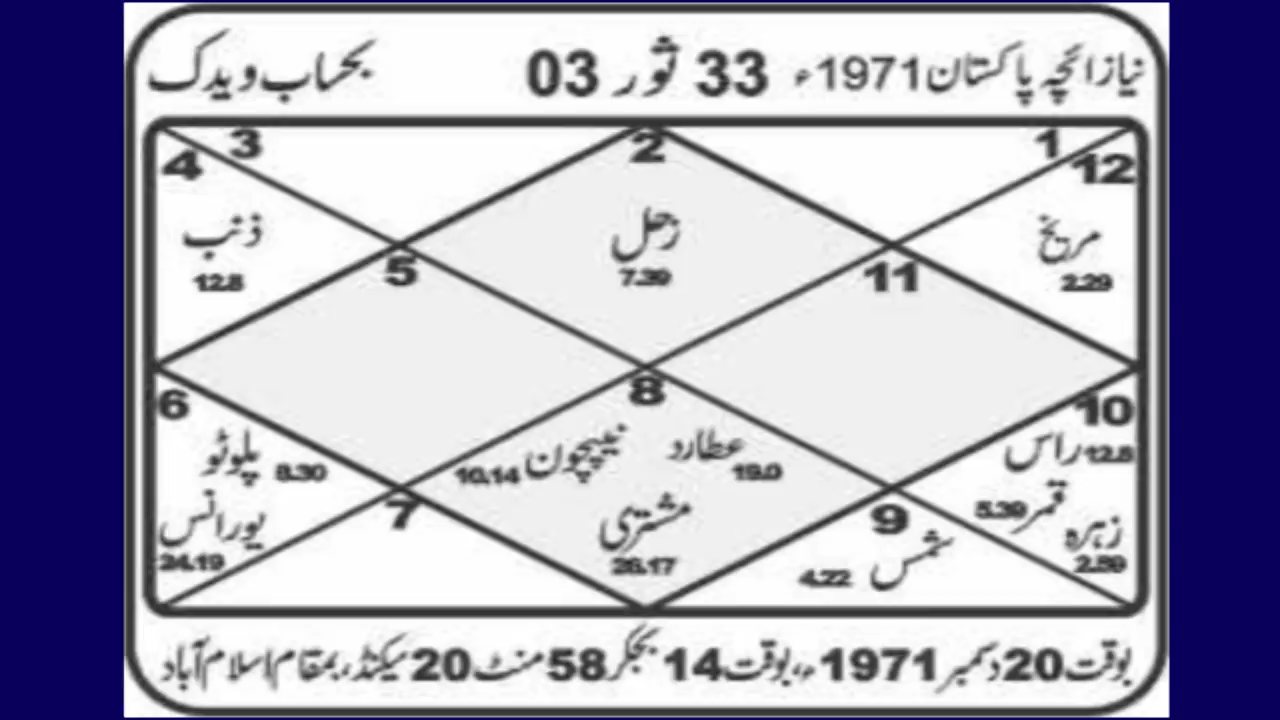 نیا زائچہ پاکستان 1971ء 33 ثور 03 بحساب ویدک
2
1
12
3
4
زحل
7.39
مریخ
2.29
ذنب
12.8
11
5
8
10
6
راس 12.8
عطارد 19.0
نیپچون 10.14
پلوٹو 8.30
قمر 5.39
زہرہ
2.59
یورانس
24.19
مشتری
26.17
9
7
شمس 4.22
بوقت 20 دسمبر 1971ء، بوقت 14 بجکر 58 منٹ 20 سیکنڈ، بمقام اسلام آباد